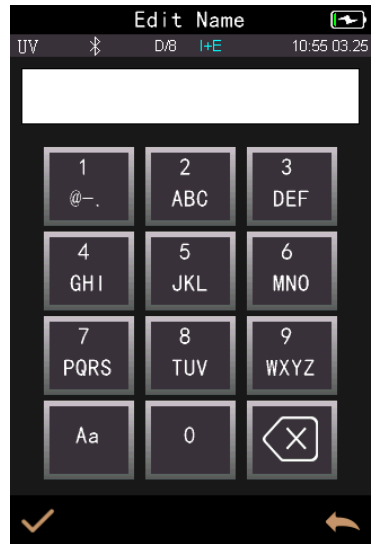 Edit Name
UV D/8 I+E 10:55 03.25
1 2 3
@-. ABC DEF
4 5 6
GHI JKL MNO
7 8 9
PQRS TUV WXYZ
Aa 0